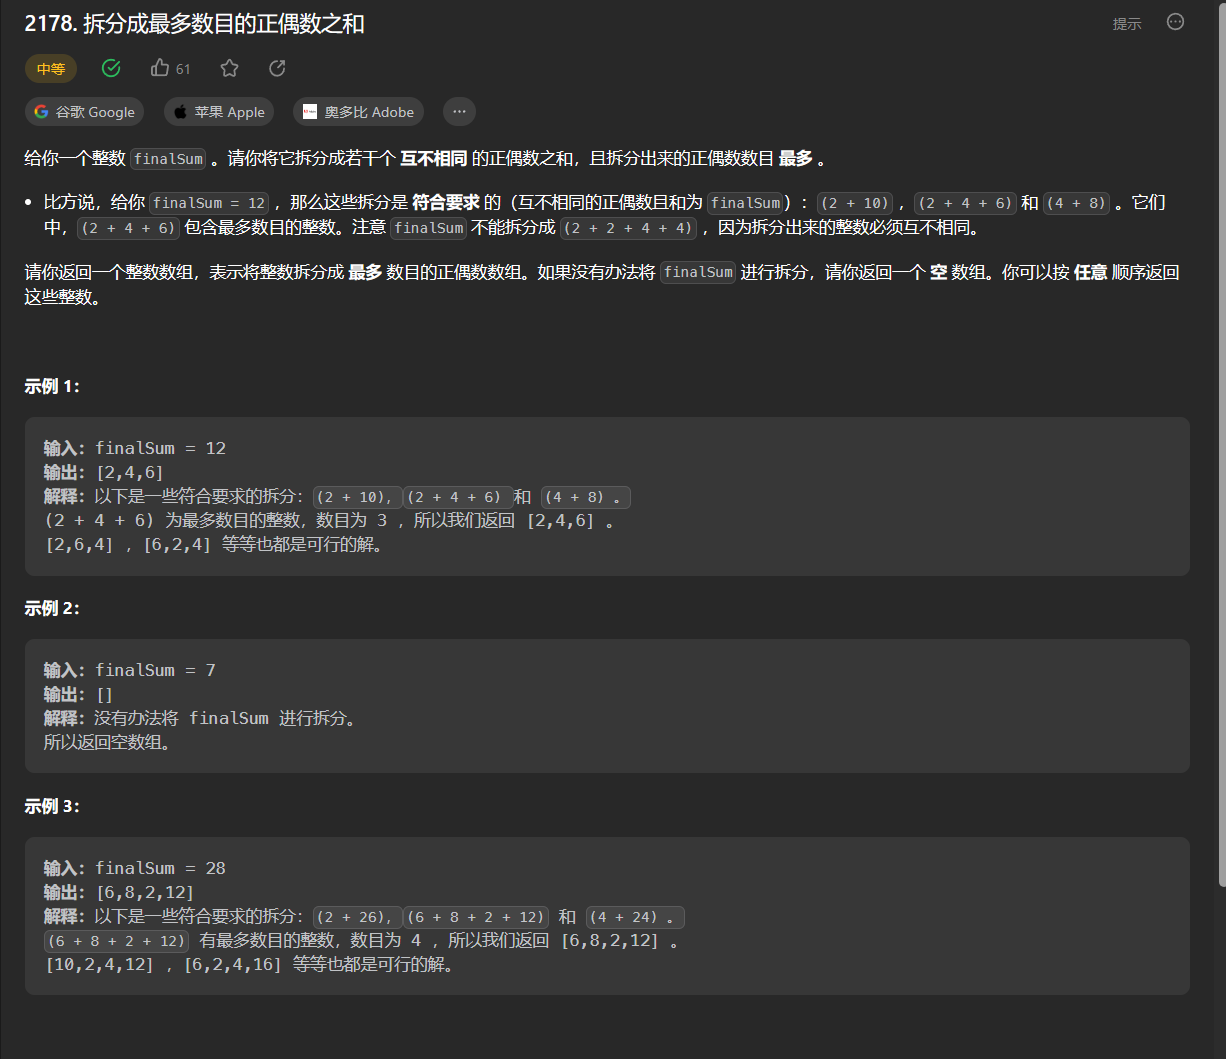 2178. 拆分成最多数目的正偶数之和
提示
中等
61
谷歌 Google
苹果 Apple
奥多比 Adobe
给你一个整数 finalSum 。请你将它拆分成若干个 互不相同 的正偶数之和，且拆分出来的正偶数数目 最多 。
比方说，给你 finalSum = 12 ，那么这些拆分是 符合要求 的（互不相同的正偶数且和为 finalSum）：(2 + 10) ，(2 + 4 + 6) 和 (4 + 8) 。它们
中，(2 + 4 + 6) 包含最多数目的整数。注意 finalSum 不能拆分成 (2 + 2 + 4 + 4) ，因为拆分出来的整数必须互不相同。
请你返回一个整数数组，表示将整数拆分成 最多 数目的正偶数数组。如果没有办法将 finalSum 进行拆分，请你返回一个 空 数组。你可以按 任意 顺序返回
这些整数。
示例 1：
输入：finalSum = 12
输出：[2,4,6]
解释：以下是一些符合要求的拆分：(2 + 10)，(2 + 4 + 6) 和 (4 + 8) 。
(2 + 4 + 6) 为最多数目的整数，数目为 3 ，所以我们返回 [2,4,6] 。
[2,6,4] ，[6,2,4] 等等也都是可行的解。
示例 2：
输入：finalSum = 7
输出：[]
解释：没有办法将 finalSum 进行拆分。
所以返回空数组。
示例 3：
输入：finalSum = 28
输出：[6,8,2,12]
解释：以下是一些符合要求的拆分：(2 + 26)，(6 + 8 + 2 + 12) 和 (4 + 24) 。
(6 + 8 + 2 + 12) 有最多数目的整数，数目为 4 ，所以我们返回 [6,8,2,12] 。
[10,2,4,12] ，[6,2,4,16] 等等也都是可行的解。